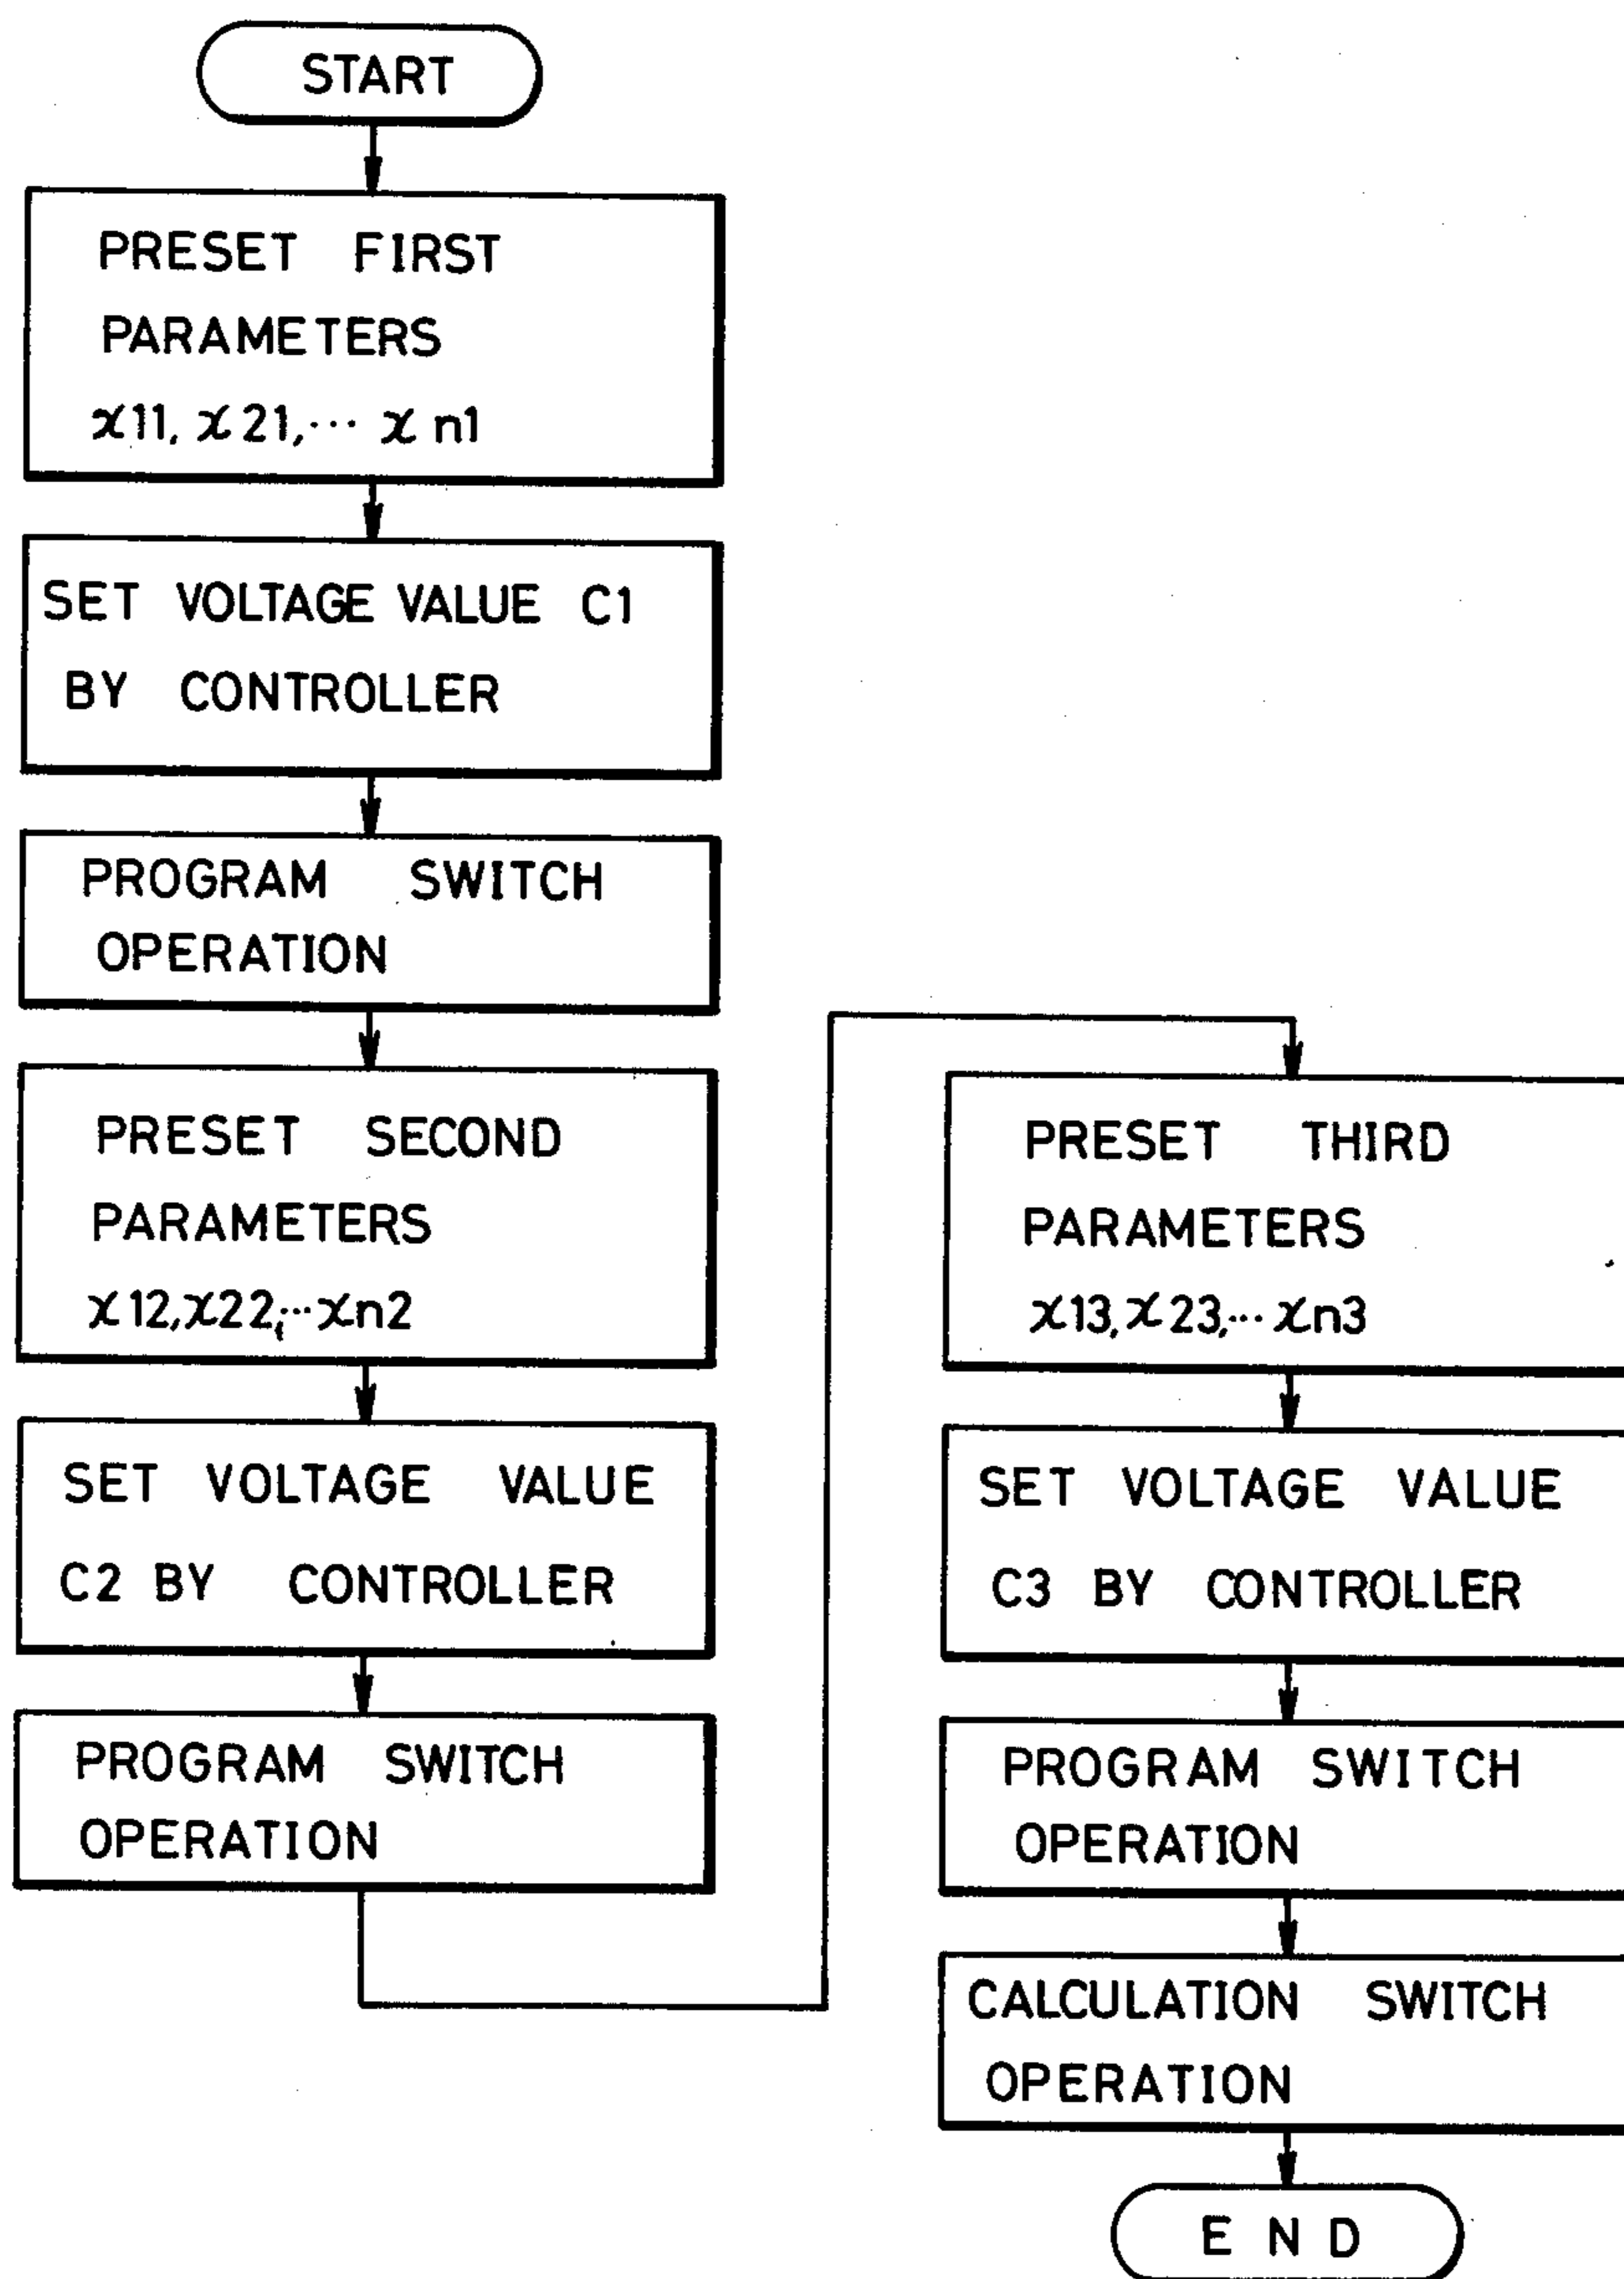 START
PRESET FIRST
PARAMETERS
x11, x21,··· x n1
SET VOLTAGE VALUE C1
BY CONTROLLER
PROGRAM SWITCH
OPERATION
PRESET SECOND
PARAMETERS
x12,x22,···xn2
SET VOLTAGE VALUE
C2 BY CONTROLLER
PROGRAM SWITCH
OPERATION
PRESET THIRD
PARAMETERS
x13,x23,··· xn3
SET VOLTAGE VALUE
C3 BY CONTROLLER
PROGRAM SWITCH
OPERATION
CALCULATION SWITCH
OPERATION
END